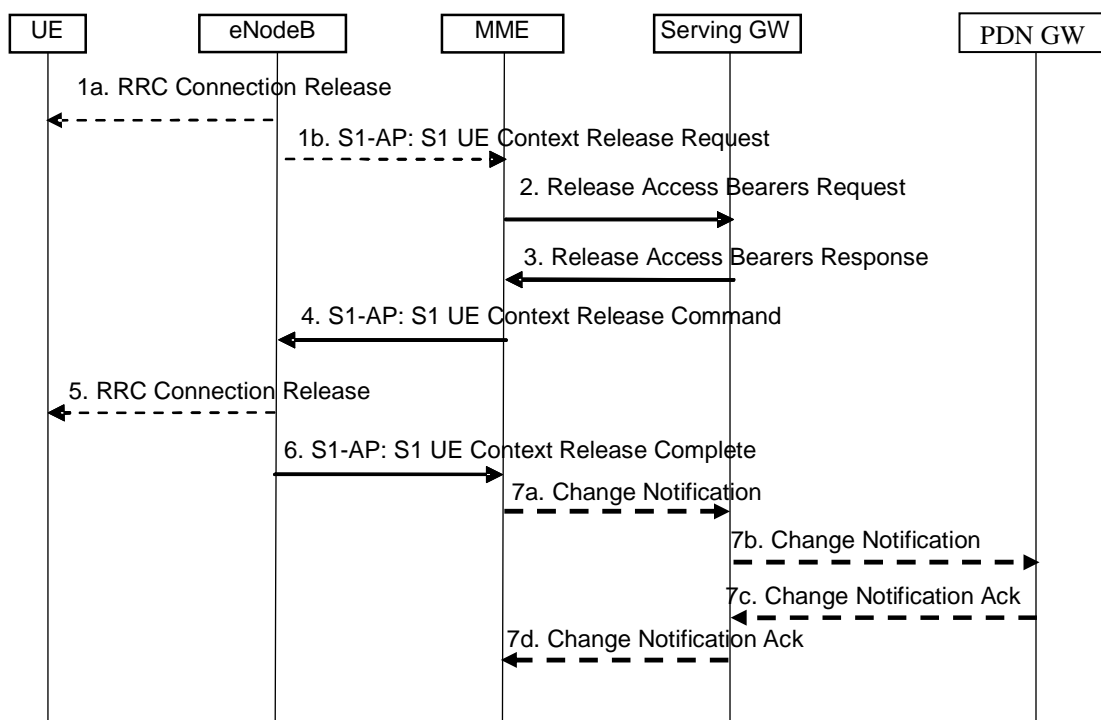 UE
eNodeB
MME
Serving GW
PDN GW
1a. RRC Connection Release
1b. S1-AP: S1 UE Context Release Request
2. Release Access Bearers Request
3. Release Access Bearers Response
4. S1-AP: S1 UE Context Release Command
5. RRC Connection Release
6. S1-AP: S1 UE Context Release Complete
7a. Change Notification
7b. Change Notification
7c. Change Notification Ack
7d. Change Notification Ack